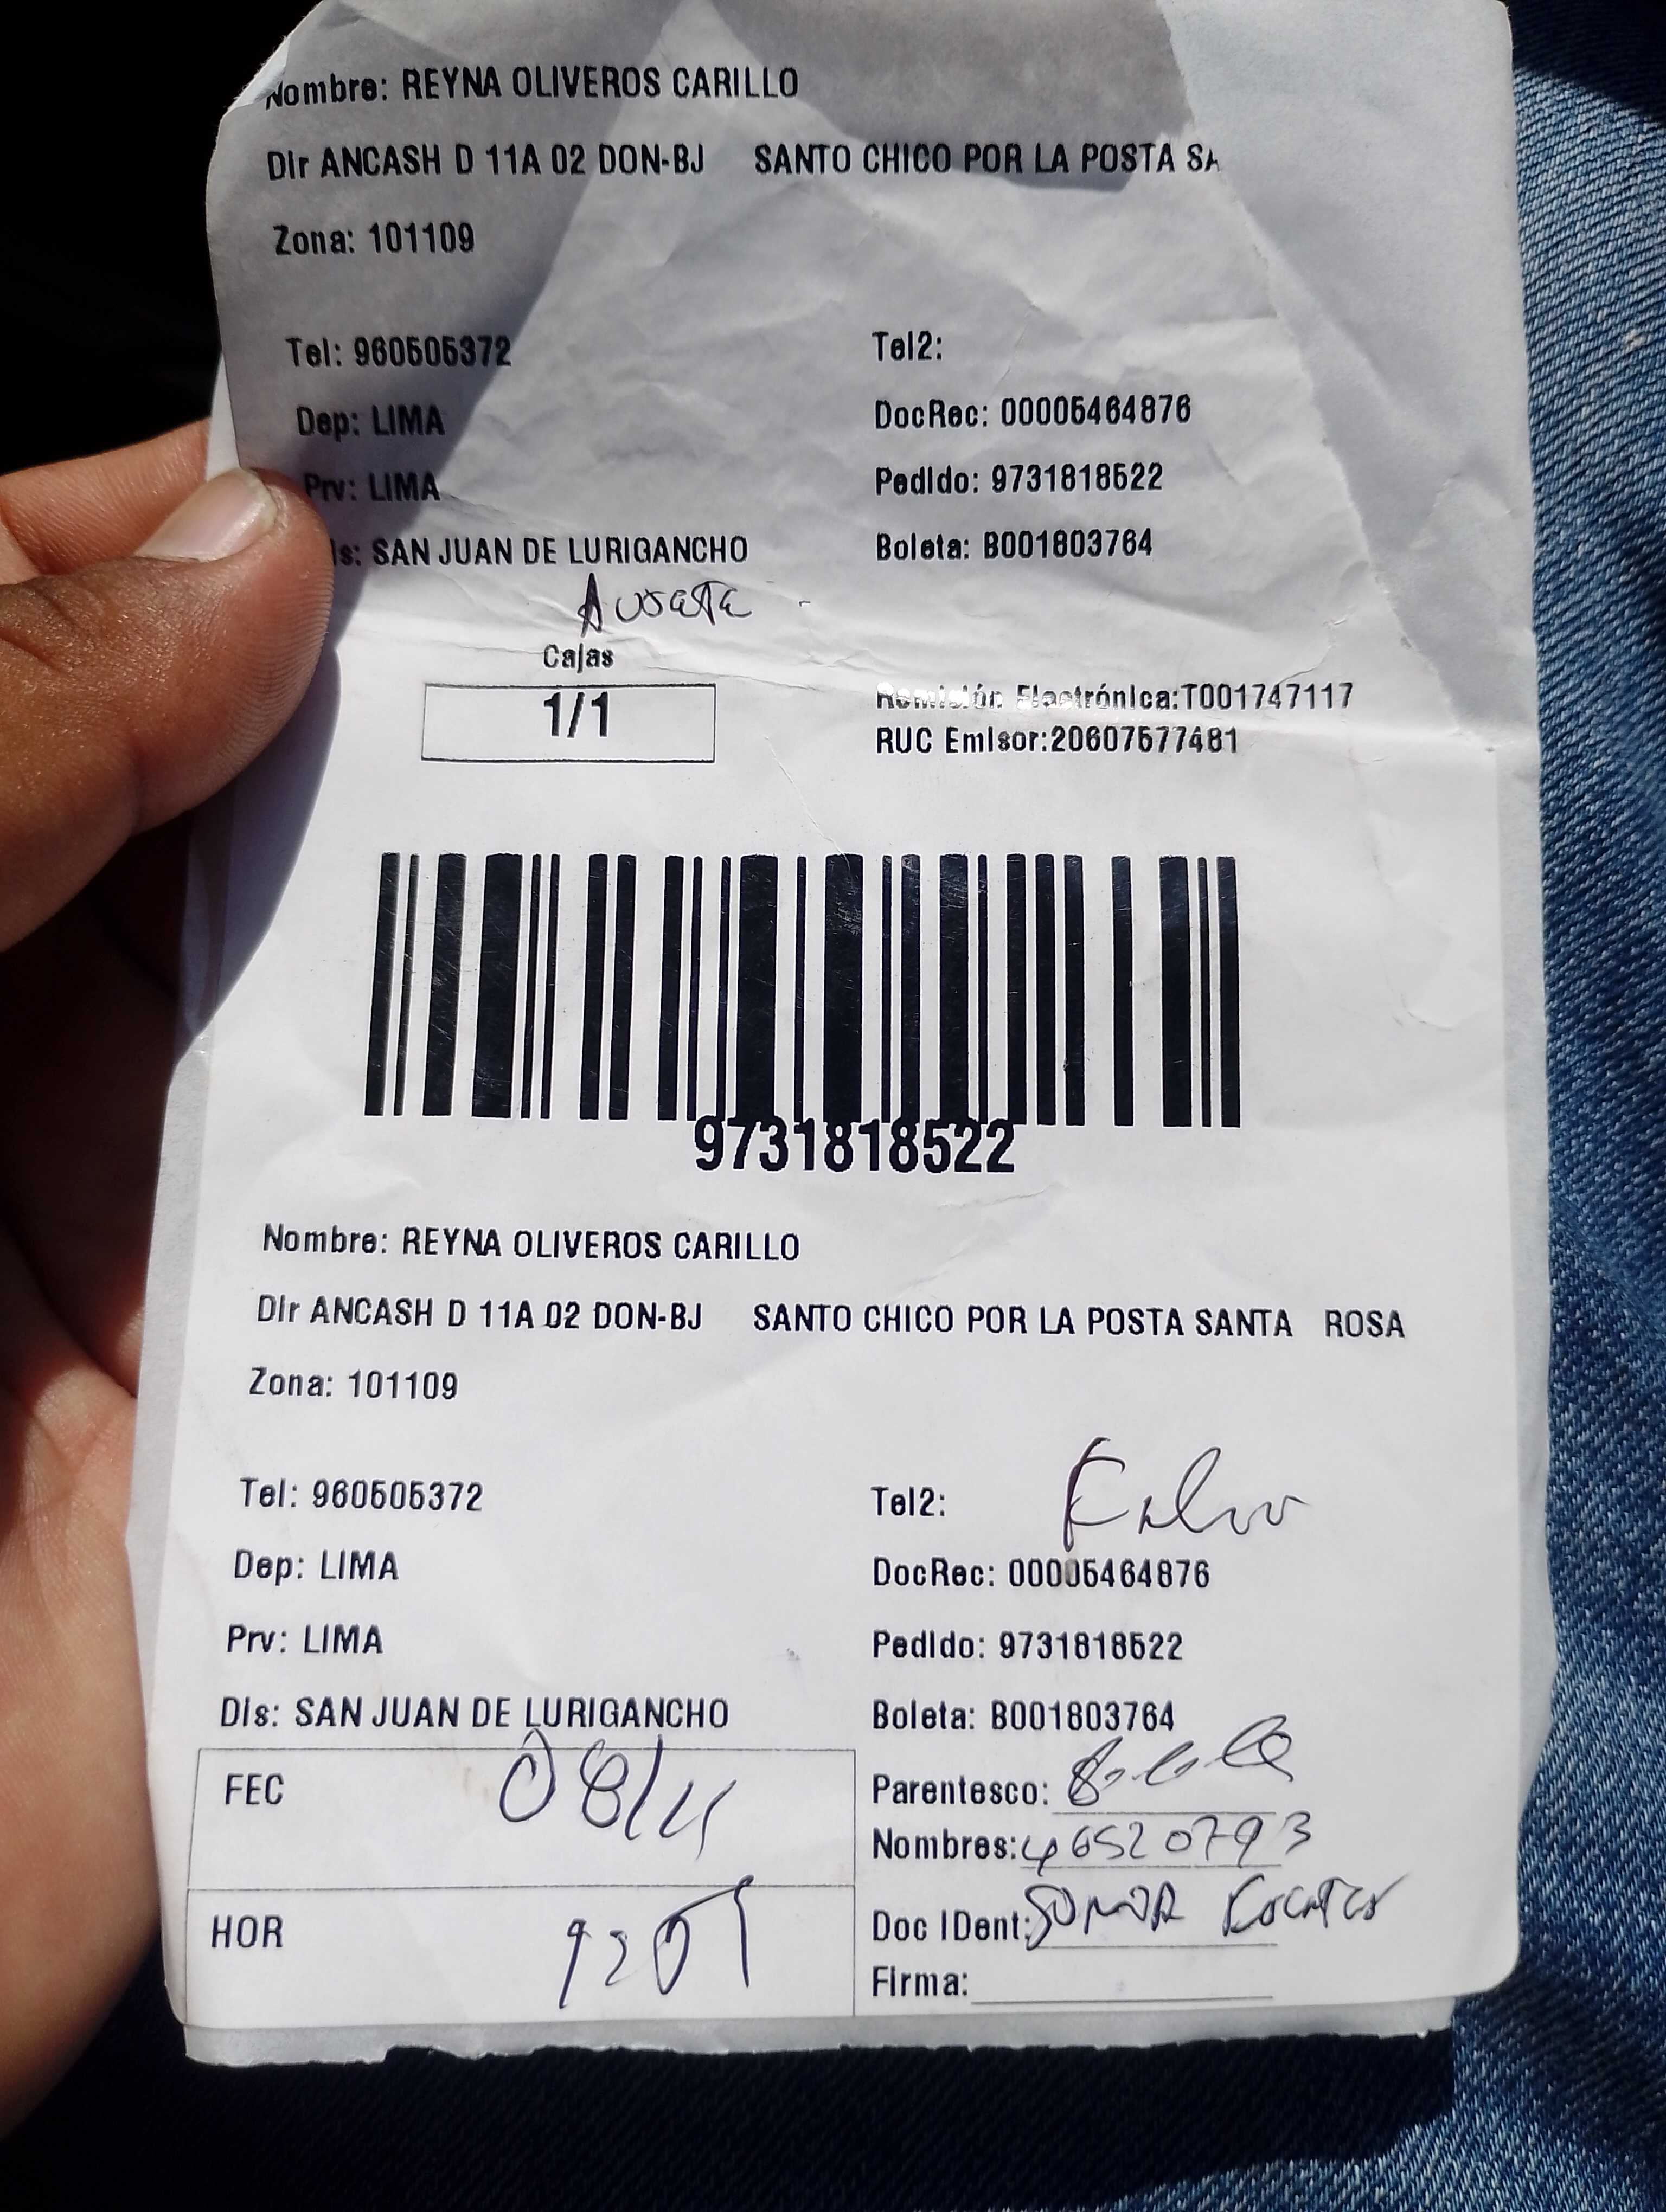 Nombre: REYNA OLIVEROS CARILLO
Dir ANCASH D 11A 02 DON-BJ SANTO CHICO POR LA POSTA SA
Zona: 101109
Tel: 960505372 Tel2:
Dep: LIMA DocRec: 00005464876
Prv: LIMA Pedido: 9731818522
is: SAN JUAN DE LURIGANCHO Boleta: B001803764
Cajas
1/1
Remisión Electrónica:T001747117
RUC Emisor:20607577481
9731818522
Nombre: REYNA OLIVEROS CARILLO
Dir ANCASH D 11A 02 DON-BJ SANTO CHICO POR LA POSTA SANTA ROSA
Zona: 101109
Tel: 960505372 Tel2:
Dep: LIMA DocRec: 00005464876
Prv: LIMA Pedido: 9731818522
Dis: SAN JUAN DE LURIGANCHO Boleta: B001803764
FEC 08/11
Parentesco:
Nombres: 46520793
HOR
Doc IDent:
Firma: